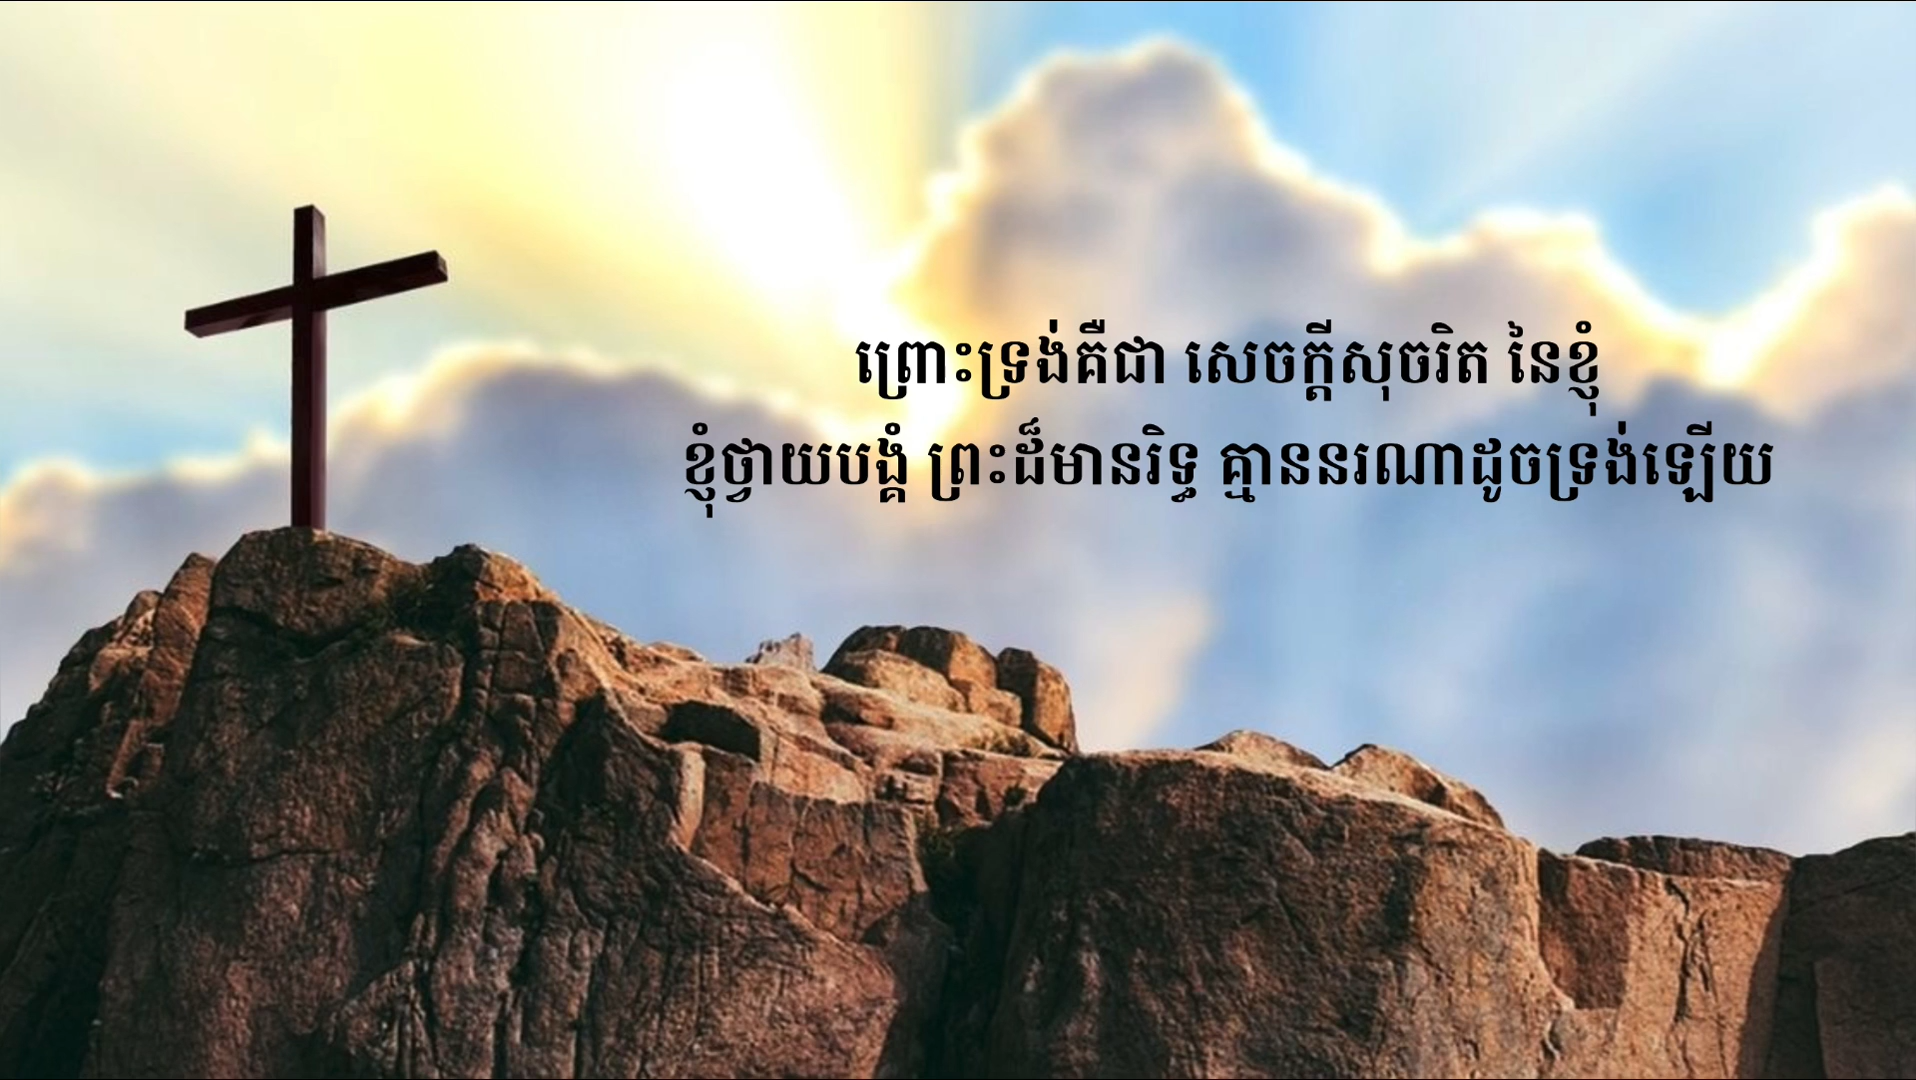 ព្រោះទ្រង់គឺជា សេចក្ដីសុចរិត នៃខ្ញុំ
ខ្ញុំថ្វាយបង្គំ ព្រះដ៏មានរិទ្ធ គ្មាននរណាដូចទ្រង់ឡើយ